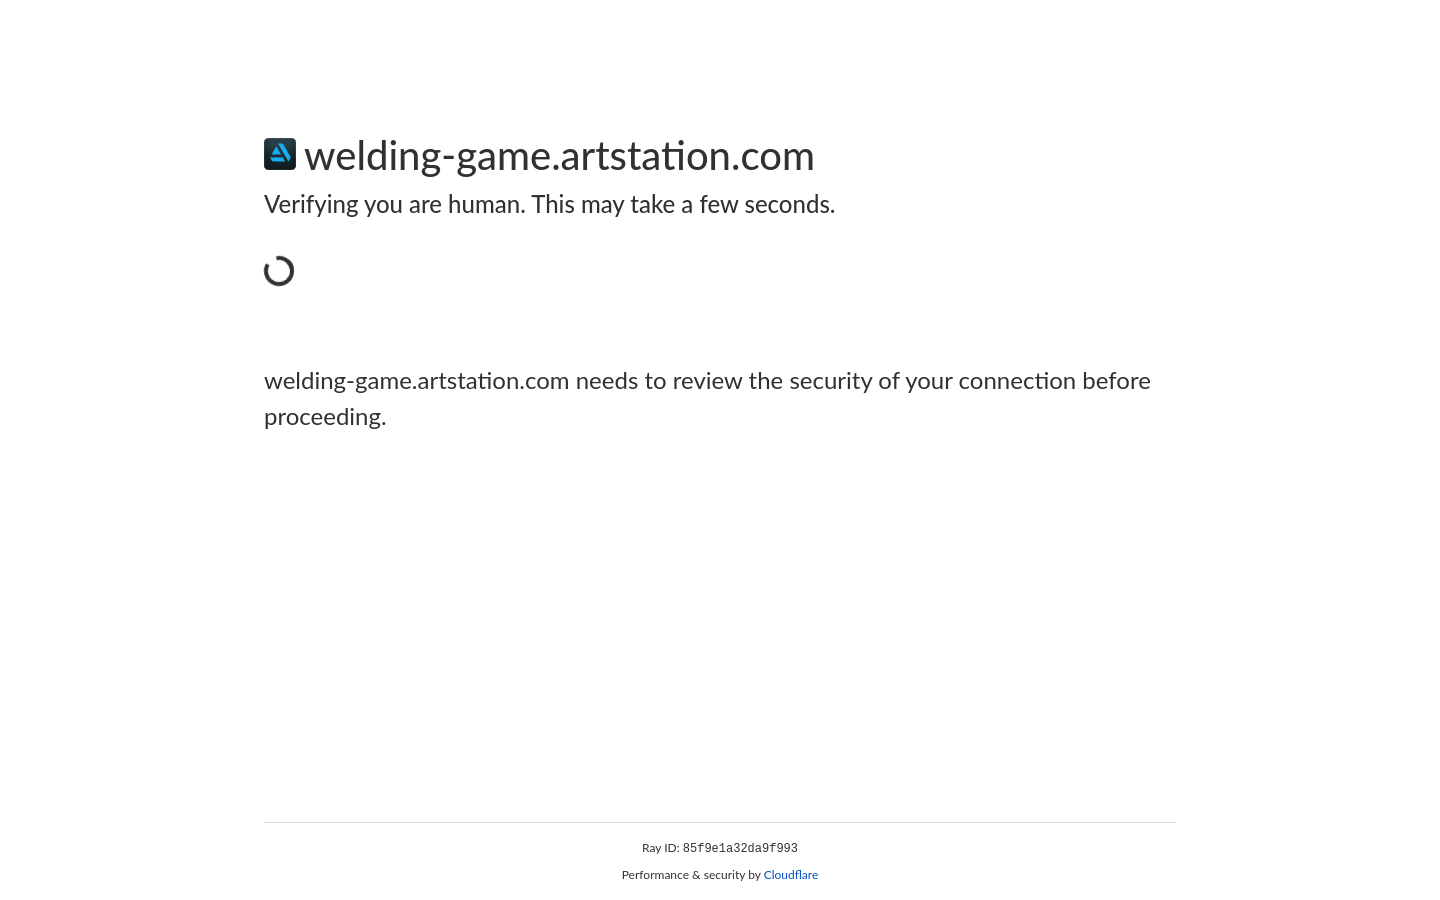 welding-game.artstation.com
Verifying you are human. This may take a few seconds.
welding-game.artstation.com needs to review the security of your connection before
proceeding.
Ray ID: 85f9e1a32da9f993
Performance & security by Cloudflare